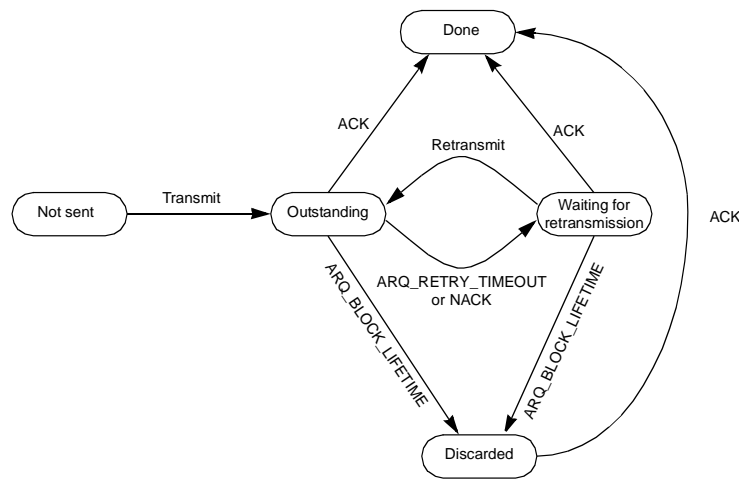 Done
ACK
ACK
Retransmit
Transmit
Not sent
Outstanding
Waiting for
retransmission
ACK
ARQ_RETRY_TIMEOUT
or NACK
ARQ_BLOCK_LIFETIME
ARQ_BLOCK_LIFETIME
Discarded